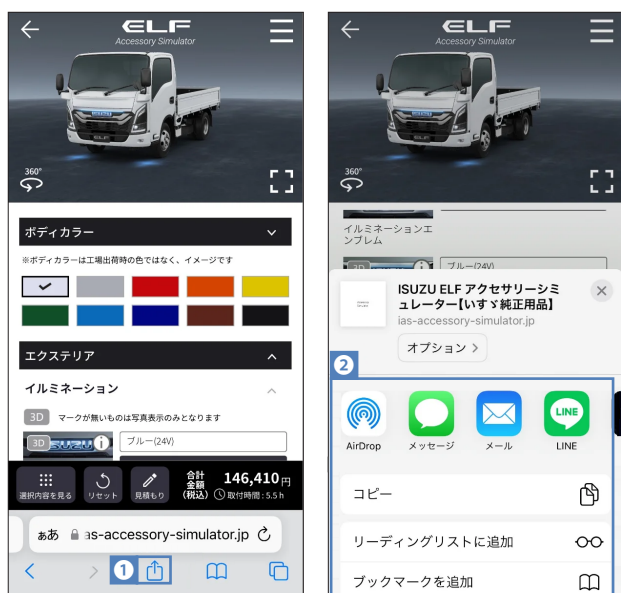 ELF
Accessory Simulator
ISUZU
ELF
360°
ボディカラー
※ボディカラーは工場出荷時の色ではなく、イメージです
エクステリア
イルミネーション
3D マークが無いものは写真表示のみとなります
3D ISUZU i ブルー(24V)
選択内容を見る リセット 見積もり 合計金額(税込) 146,410円
取付時間 : 5.5 h
ああ as-accessory-simulator.jp
1
ELF
Accessory Simulator
ISUZU
ELF
360°
イルミネーションエ
ンブレム
3D i ブルー(24V)
ISUZU ELF アクセサリーシミ
ュレーター【いすゞ純正用品】
ias-accessory-simulator.jp
オプション
2
LINE
AirDrop メッセージ メール LINE
コピー
リーディングリストに追加
ブックマークを追加